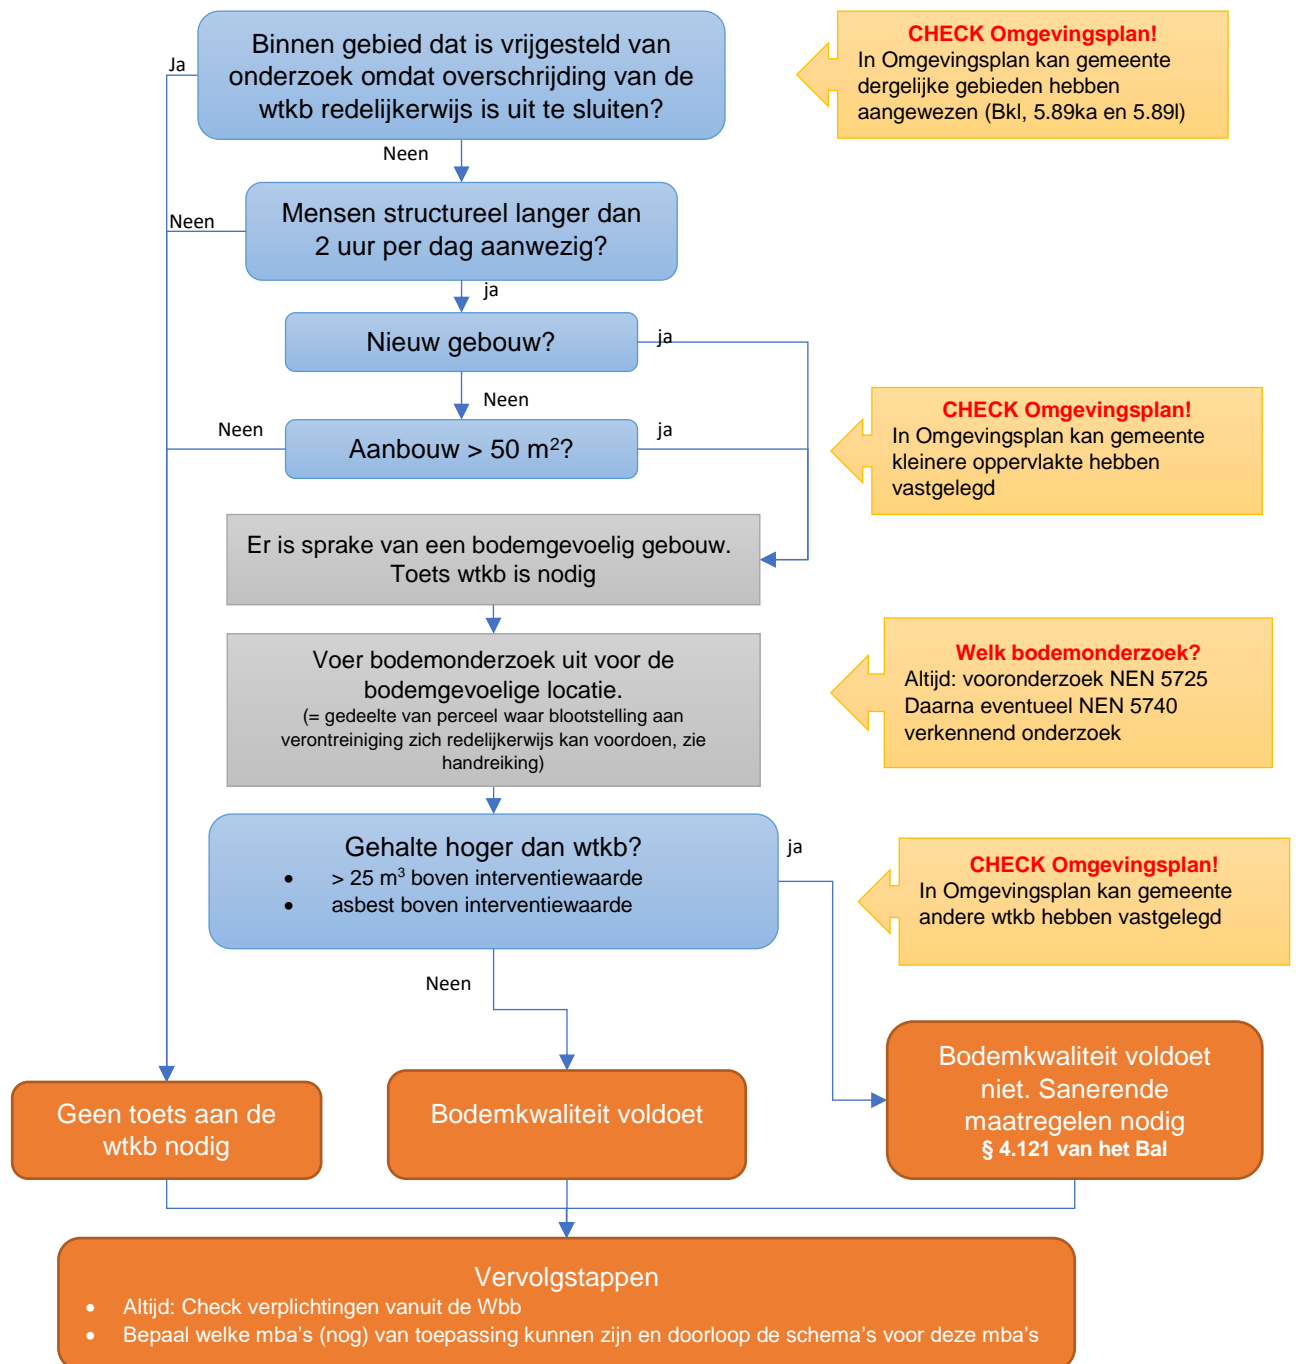 Binnen gebied dat is vrijgesteld van
onderzoek omdat overschrijding van de
wtkb redelijkerwijs is uit te sluiten?
Ja
CHECK Omgevingsplan!
In Omgevingsplan kan gemeente
dergelijke gebieden hebben
aangewezen (Bkl, 5.89ka en 5.89l)
Neen
Mensen structureel langer dan
2 uur per dag aanwezig?
Neen
ja
Nieuw gebouw?
ja
Neen
Aanbouw > 50 m²?
Neen
ja
CHECK Omgevingsplan!
In Omgevingsplan kan gemeente
kleinere oppervlakte hebben
vastgelegd
Er is sprake van een bodemgevoelig gebouw.
Toets wtkb is nodig
Voer bodemonderzoek uit voor de
bodemgevoelige locatie.
(= gedeelte van perceel waar blootstelling aan
verontreiniging zich redelijkerwijs kan voordoen, zie
handreiking)
Welk bodemonderzoek?
Altijd: vooronderzoek NEN 5725
Daarna eventueel NEN 5740
verkennend onderzoek
Gehalte hoger dan wtkb?
• > 25 m³ boven interventiewaarde
• asbest boven interventiewaarde
ja
CHECK Omgevingsplan!
In Omgevingsplan kan gemeente
andere wtkb hebben vastgelegd
Neen
Geen toets aan de
wtkb nodig
Bodemkwaliteit voldoet
Bodemkwaliteit voldoet
niet. Sanerende
maatregelen nodig
§ 4.121 van het Bal
Vervolgstappen
• Altijd: Check verplichtingen vanuit de Wbb
• Bepaal welke mba's (nog) van toepassing kunnen zijn en doorloop de schema's voor deze mba's